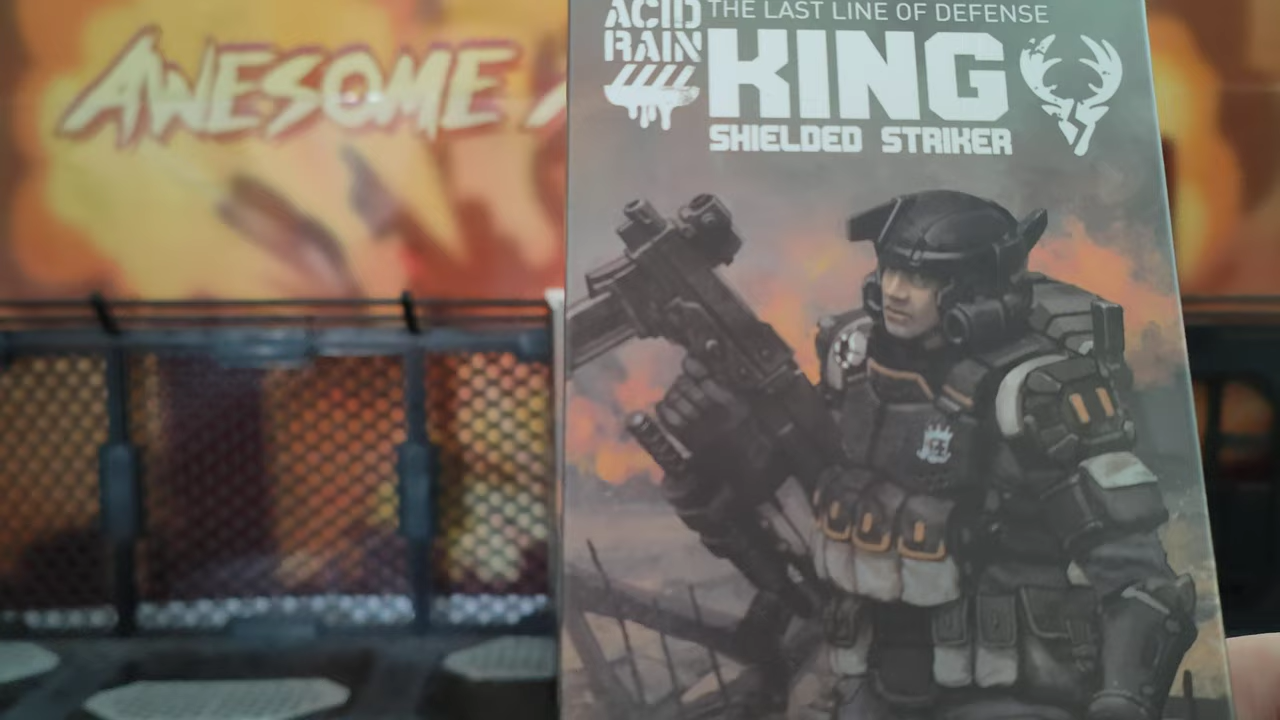 AWESOME
ACID
RAIN
THE LAST LINE OF DEFENSE
KING
SHIELDED STRIKER